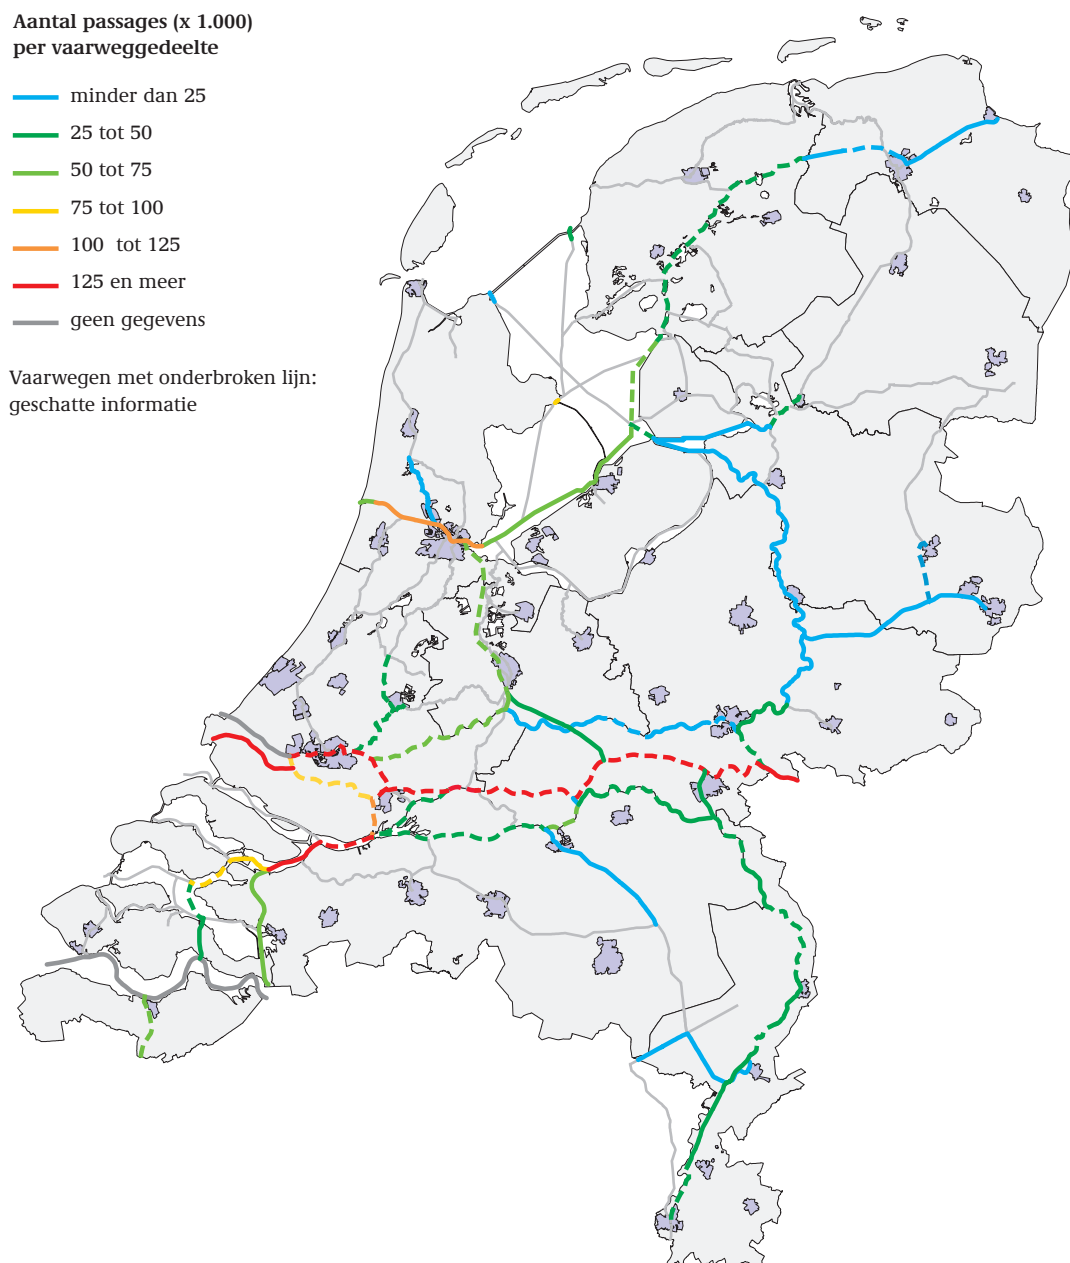 Aantal passages (x 1.000)
per vaarweggedeelte
minder dan 25
25 tot 50
50 tot 75
75 tot 100
100 tot 125
125 en meer
geen gegevens
Vaarwegen met onderbroken lijn:
geschatte informatie